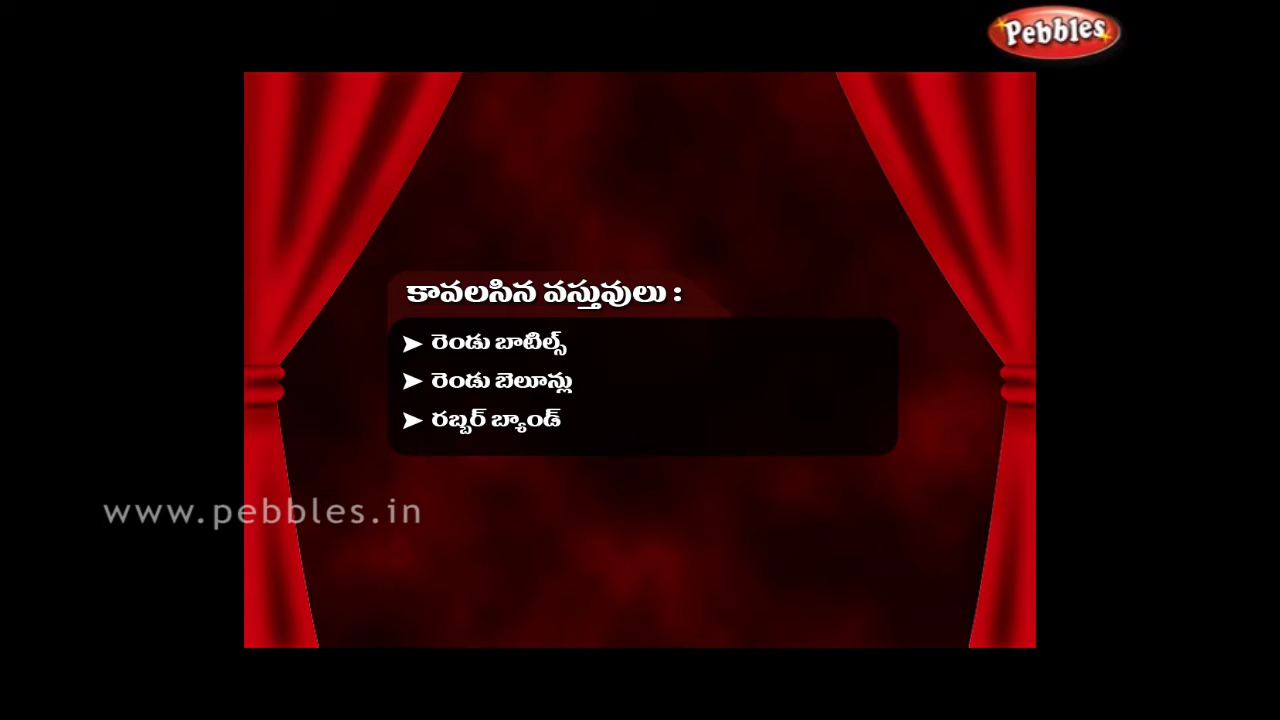 Pebbles
కావలసిన వస్తువులు :
➤ రెండు బాటిల్స్
➤ రెండు బెలూన్లు
➤ రబ్బర్ బ్యాండ్
www.pebbles.in